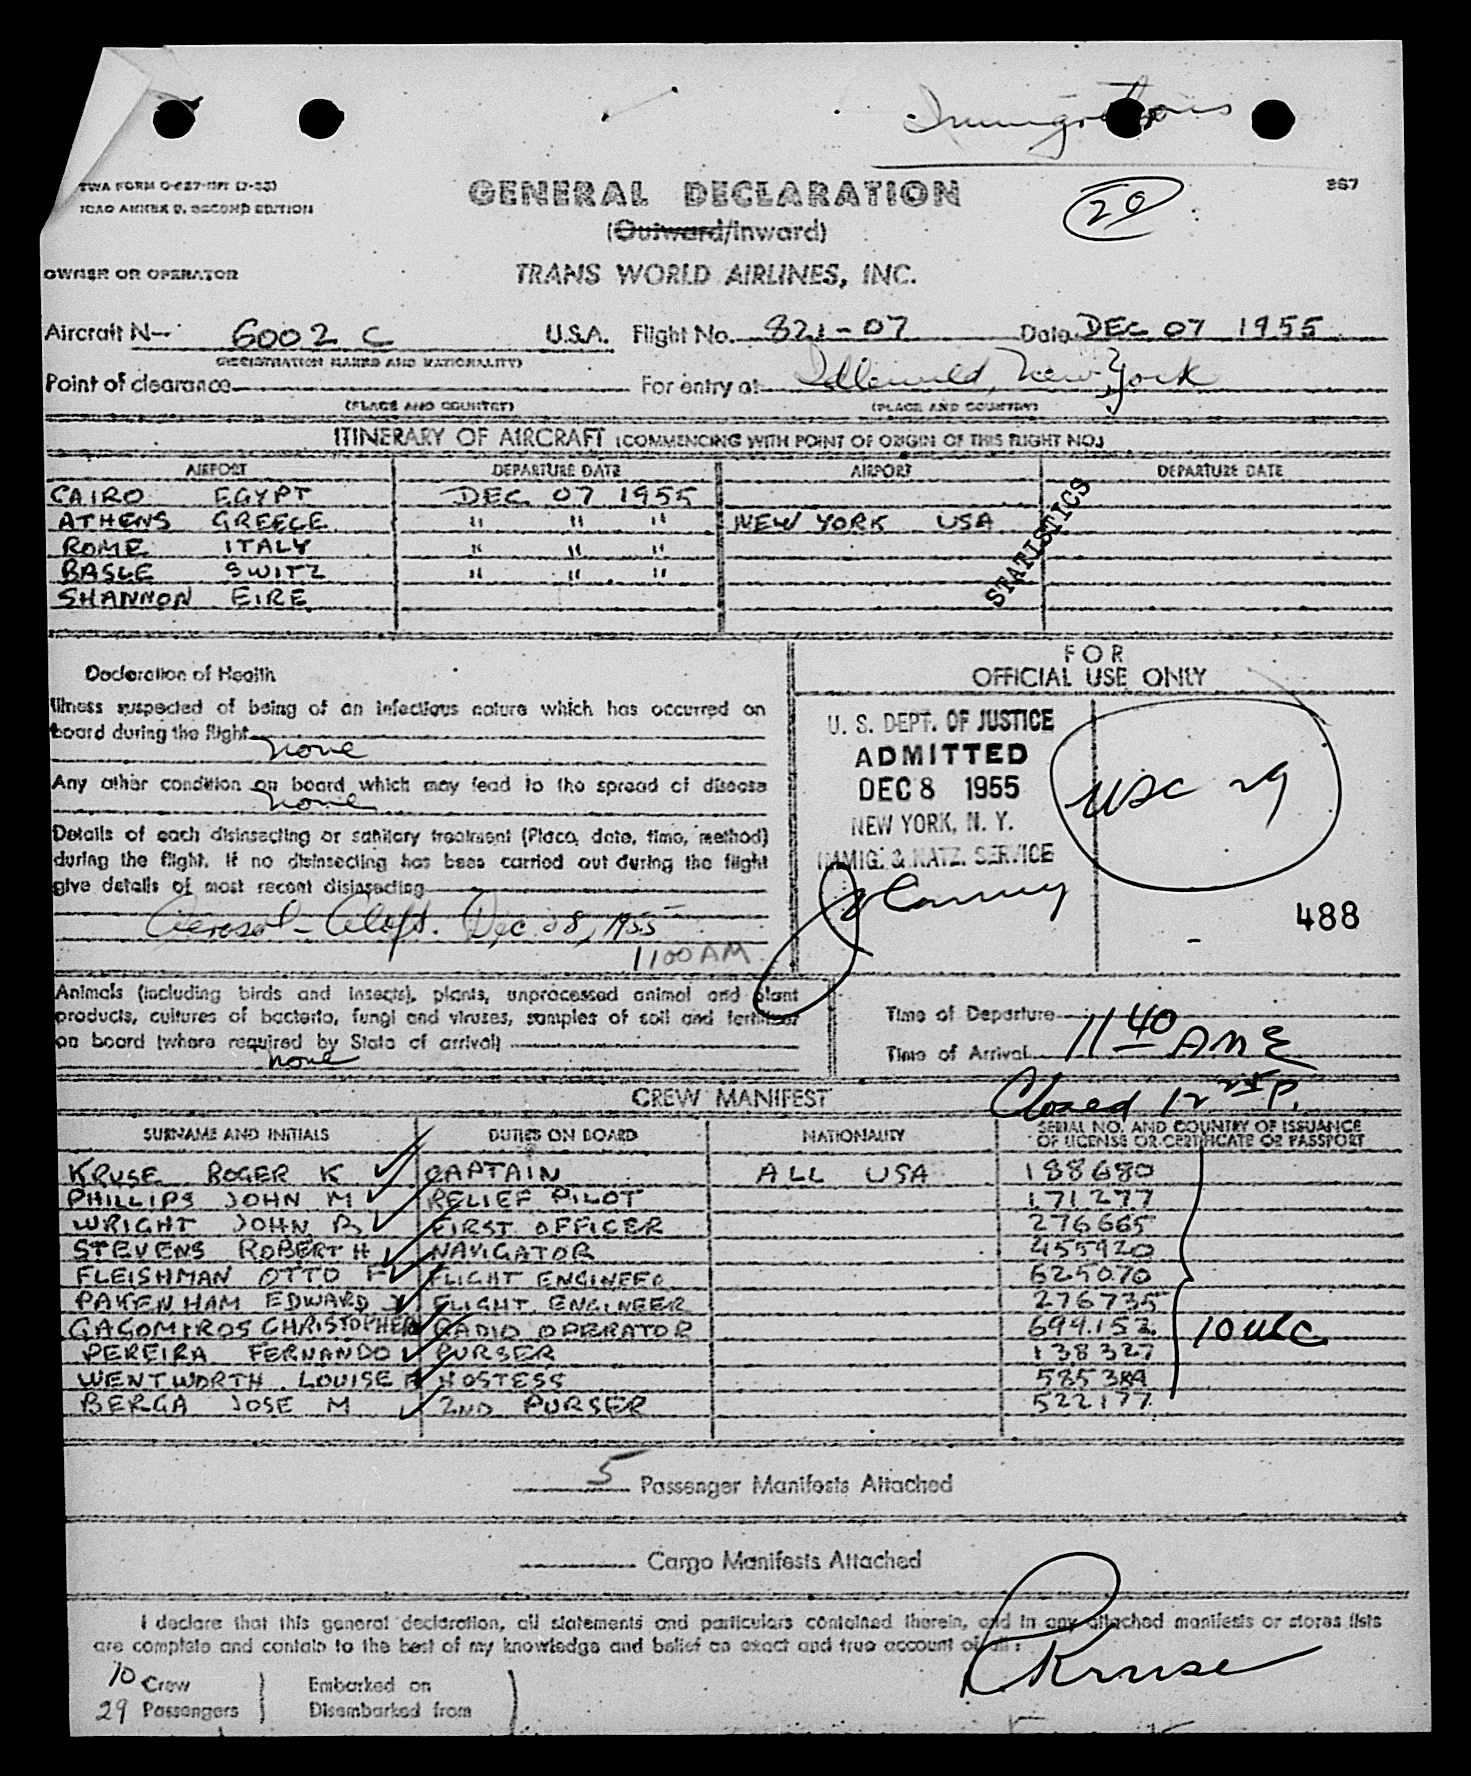 Immigrations
TWA FORM
ICAO ANNEX 9, SECOND EDITION
GENERAL DECLARATION
367
20
(Outward/Inward)
OWNER OR OPERATOR
TRANS WORLD AIRLINES, INC.
Aircraft N- 6002 C U.S.A. Flight No. 821-07 Date DEC 07 1955
(REGISTRATION MARKS AND NATIONALITY)
Point of clearance For entry at Idlewild, New York
(PLACE AND COUNTRY) (PLACE AND COUNTRY)
ITINERARY OF AIRCRAFT (COMMENCING WITH POINT OF ORIGIN OF THIS FLIGHT NO.)
AIRPORT DEPARTURE DATE AIRPORT DEPARTURE DATE
CAIRO EGYPT DEC 07 1955
ATHENS GREECE " " " NEW YORK USA
ROME ITALY " " "
BASLE SWITZ " " "
SHANNON EIRE
STATISTICS
FOR
OFFICIAL USE ONLY
Declaration of Health
Illness suspected of being of an infectious nature which has occurred on
board during the flight
none
Any other condition on board which may lead to the spread of disease
none
Details of each disinsecting or sanitary treatment (Place, date, time, method)
during the flight. If no disinsecting has been carried out during the flight
give details of most recent disinsecting
Aerosol - Aloft. Dec 08, 1955
1100 AM
U. S. DEPT. OF JUSTICE
ADMITTED
DEC 8 1955
NEW YORK, N. Y.
IMMIG. & NATZ. SERVICE
USC 29
488
Animals (including birds and insects), plants, unprocessed animal and plant
products, cultures of bacteria, fungi and viruses, samples of soil and fertilizer
on board (where required by State of arrival)
none
Time of Departure
Time of Arrival 11 40 AM E
Closed 12 25 P.
CREW MANIFEST
SURNAME AND INITIALS DUTIES ON BOARD NATIONALITY SERIAL NO. AND COUNTRY OF ISSUANCE
OF LICENSE OR CERTIFICATE OR PASSPORT
KRUSE ROGER K CAPTAIN ALL USA 188680
PHILLIPS JOHN M RELIEF PILOT 171277
WRIGHT JOHN B FIRST OFFICER 276665
STEVENS ROBERT H NAVIGATOR 455920
FLEISHMAN OTTO F FLIGHT ENGINEER 625070
PAKENHAM EDWARD J FLIGHT ENGINEER 276735
GACOMIROS CHRISTOPHER RADIO OPERATOR 699152
PEREIRA FERNANDO PURSER 138327
WENTWORTH LOUISE HOSTESS
BERGA JOSE M 2ND PURSER 522177
10 USC
5 Passenger Manifests Attached
Cargo Manifests Attached
I declare that this general declaration, all statements and particulars contained therein, and in any attached manifests or stores lists
are complete and contain to the best of my knowledge and belief an exact and true account of all
RKruse
10 Crew Embarked on
29 Passengers Disembarked from